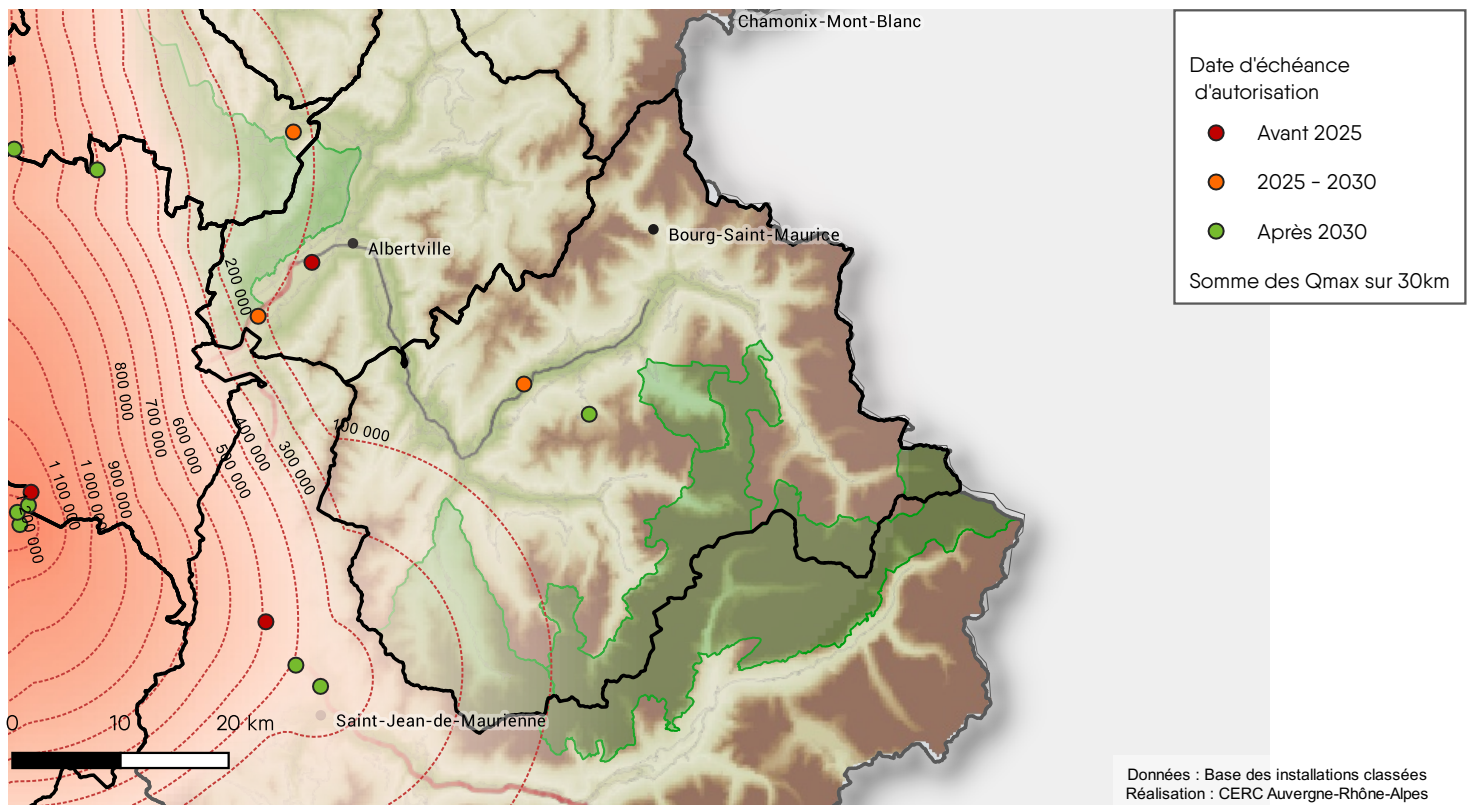 Chamonix-Mont-Blanc
Date d'échéance
d'autorisation
Avant 2025
2025 - 2030
Après 2030
Somme des Qmax sur 30km
Albertville
Bourg-Saint-Maurice
200 000
800 000
700 000
600 000
500 000
400 000
300 000
100 000
1 100 000
1 000 000
900 000
Saint-Jean-de-Maurienne
0 10 20 km
Données : Base des installations classées
Réalisation : CERC Auvergne-Rhône-Alpes